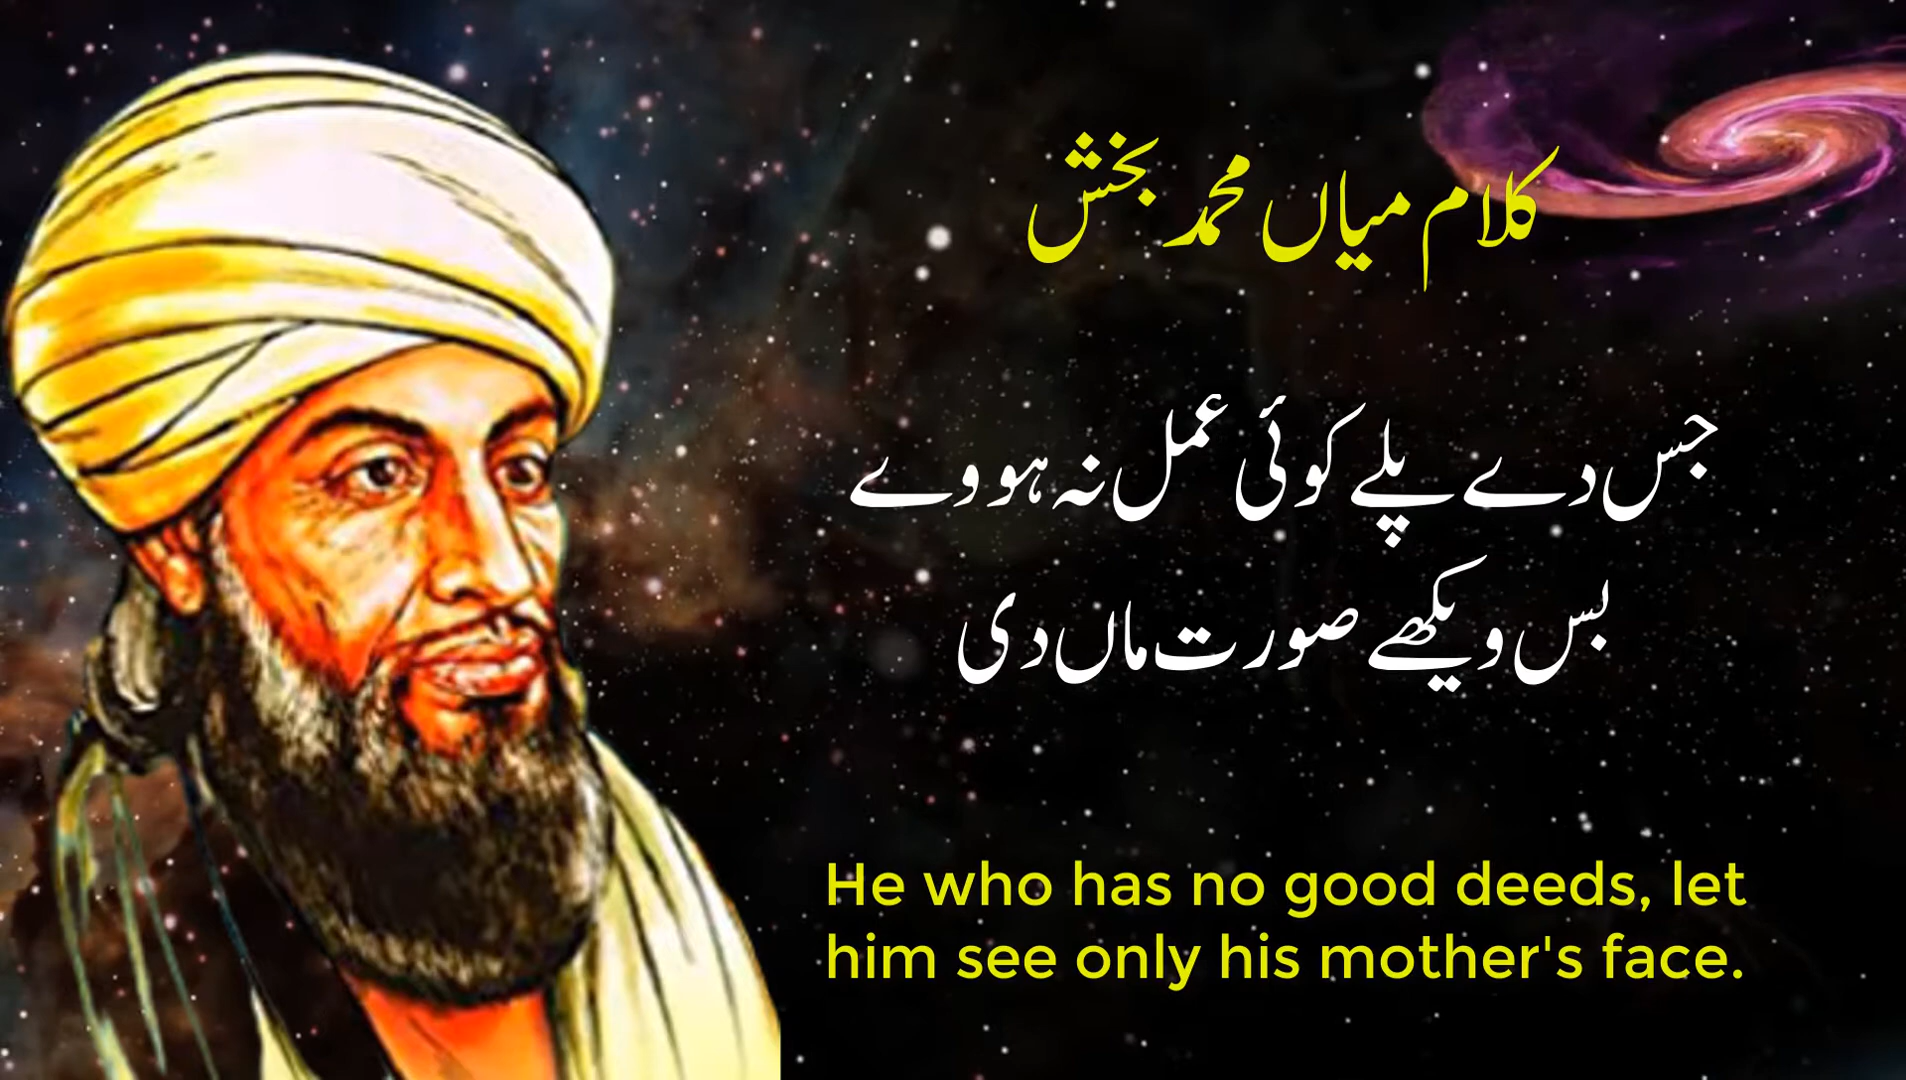 کلام میاں محمد بخش
جس دے پلے کوئی عمل نہ ہووے
بس ویکھے صورت ماں دی
He who has no good deeds, let
him see only his mother's face.